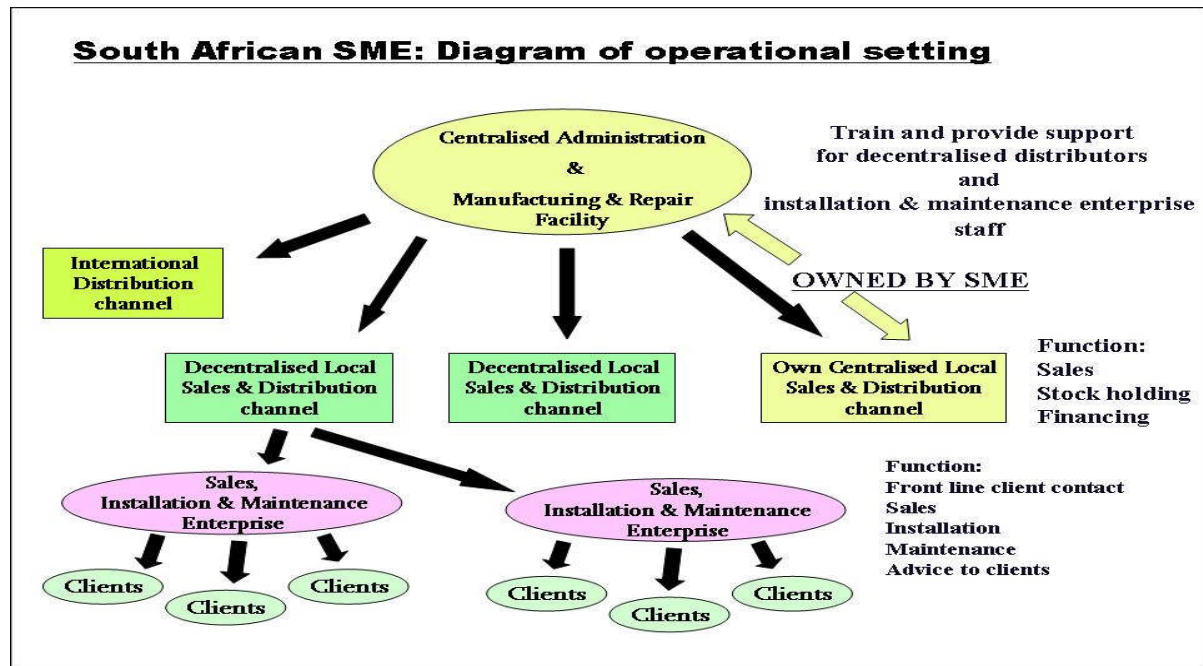 South African SME: Diagram of operational setting
Centralised Administration
&
Manufacturing & Repair
Facility
Train and provide support
for decentralised distributors
and
installation & maintenance enterprise
staff
International
Distribution
channel
OWNED BY SME
Decentralised Local
Sales & Distribution
channel
Decentralised Local
Sales & Distribution
channel
Own Centralised Local
Sales & Distribution
channel
Function:
Sales
Stock holding
Financing
Sales,
Installation & Maintenance
Enterprise
Sales,
Installation & Maintenance
Enterprise
Function:
Front line client contact
Sales
Installation
Maintenance
Advice to clients
Clients
Clients
Clients
Clients
Clients
Clients